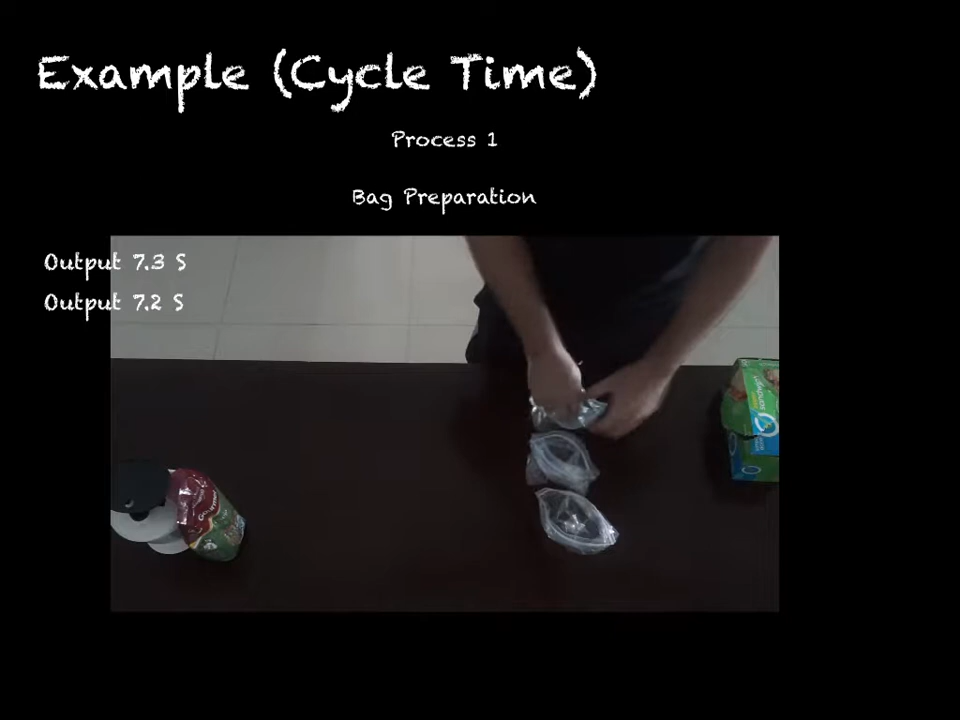 Example (Cycle Time)
Process 1
Bag Preparation
Output 7.3 S
Output 7.2 S